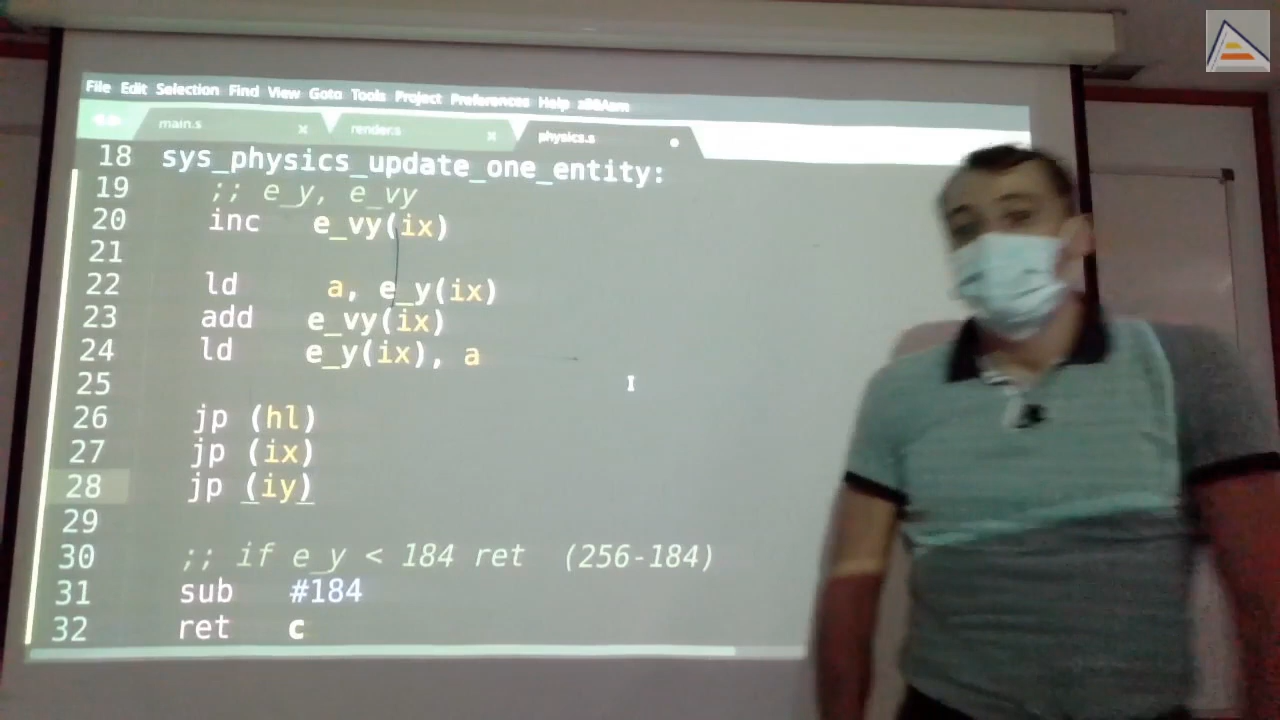 File Edit Selection Find View Goto Tools Project Preferences Help z80Asm
main.s × render.s × physics.s
18 sys_physics_update_one_entity:
19 ;; e_y, e_vy
20 inc e_vy(ix)
21
22 ld a, e_y(ix)
23 add e_vy(ix)
24 ld e_y(ix), a
25
26 jp (hl)
27 jp (ix)
28 jp (iy)
29
30 ;; if e_y < 184 ret (256-184)
31 sub #184
32 ret c